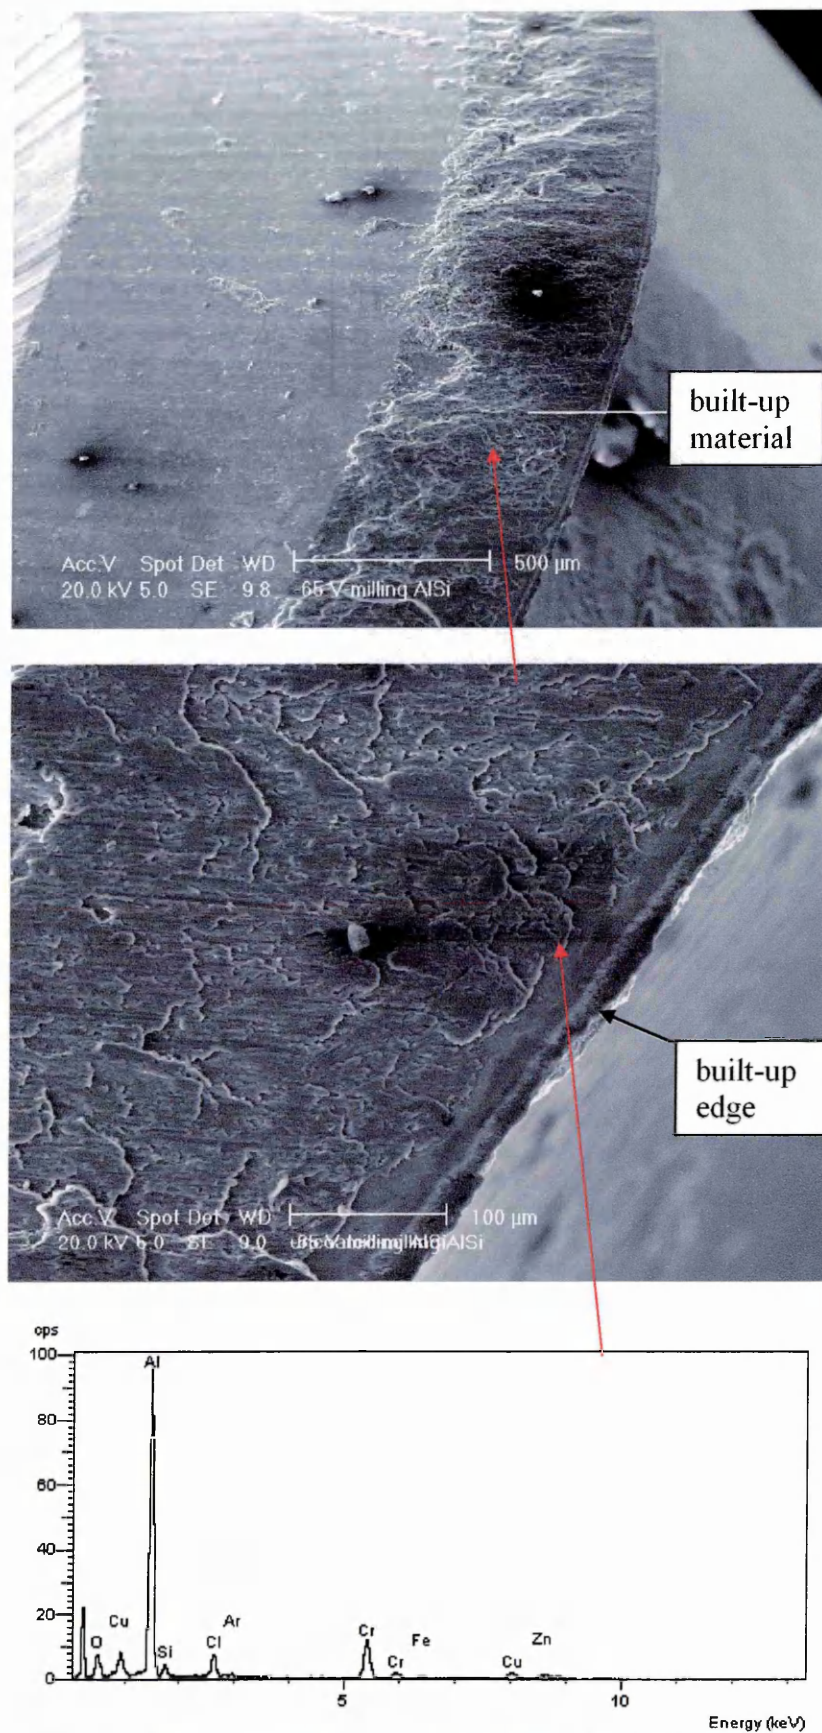 built-up
material
Acc.V Spot Det WD 500 µm
20.0 kV 5.0 SE 9.8 65 V-milling AlSi
built-up
edge
Acc.V Spot Det WD 100 µm
20.0 kV 5.0 SE 9.0
cps
100
Al
80
60
40
20
O
Cu
Si
Cl
Ar
Cr
Cr
Fe
Cu
Zn
5
10
Energy (keV)